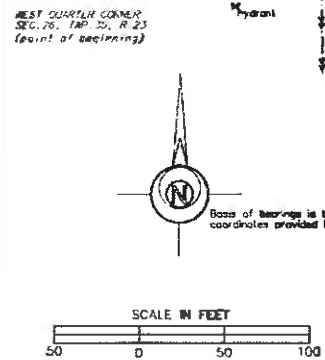 WEST QUARTER CORNER
SEC. 26, TWP. 35, R.23
(point of beginning)
Hydrant
N
Basis of bearings is
coordinates provided
SCALE IN FEET
50 0 50 100